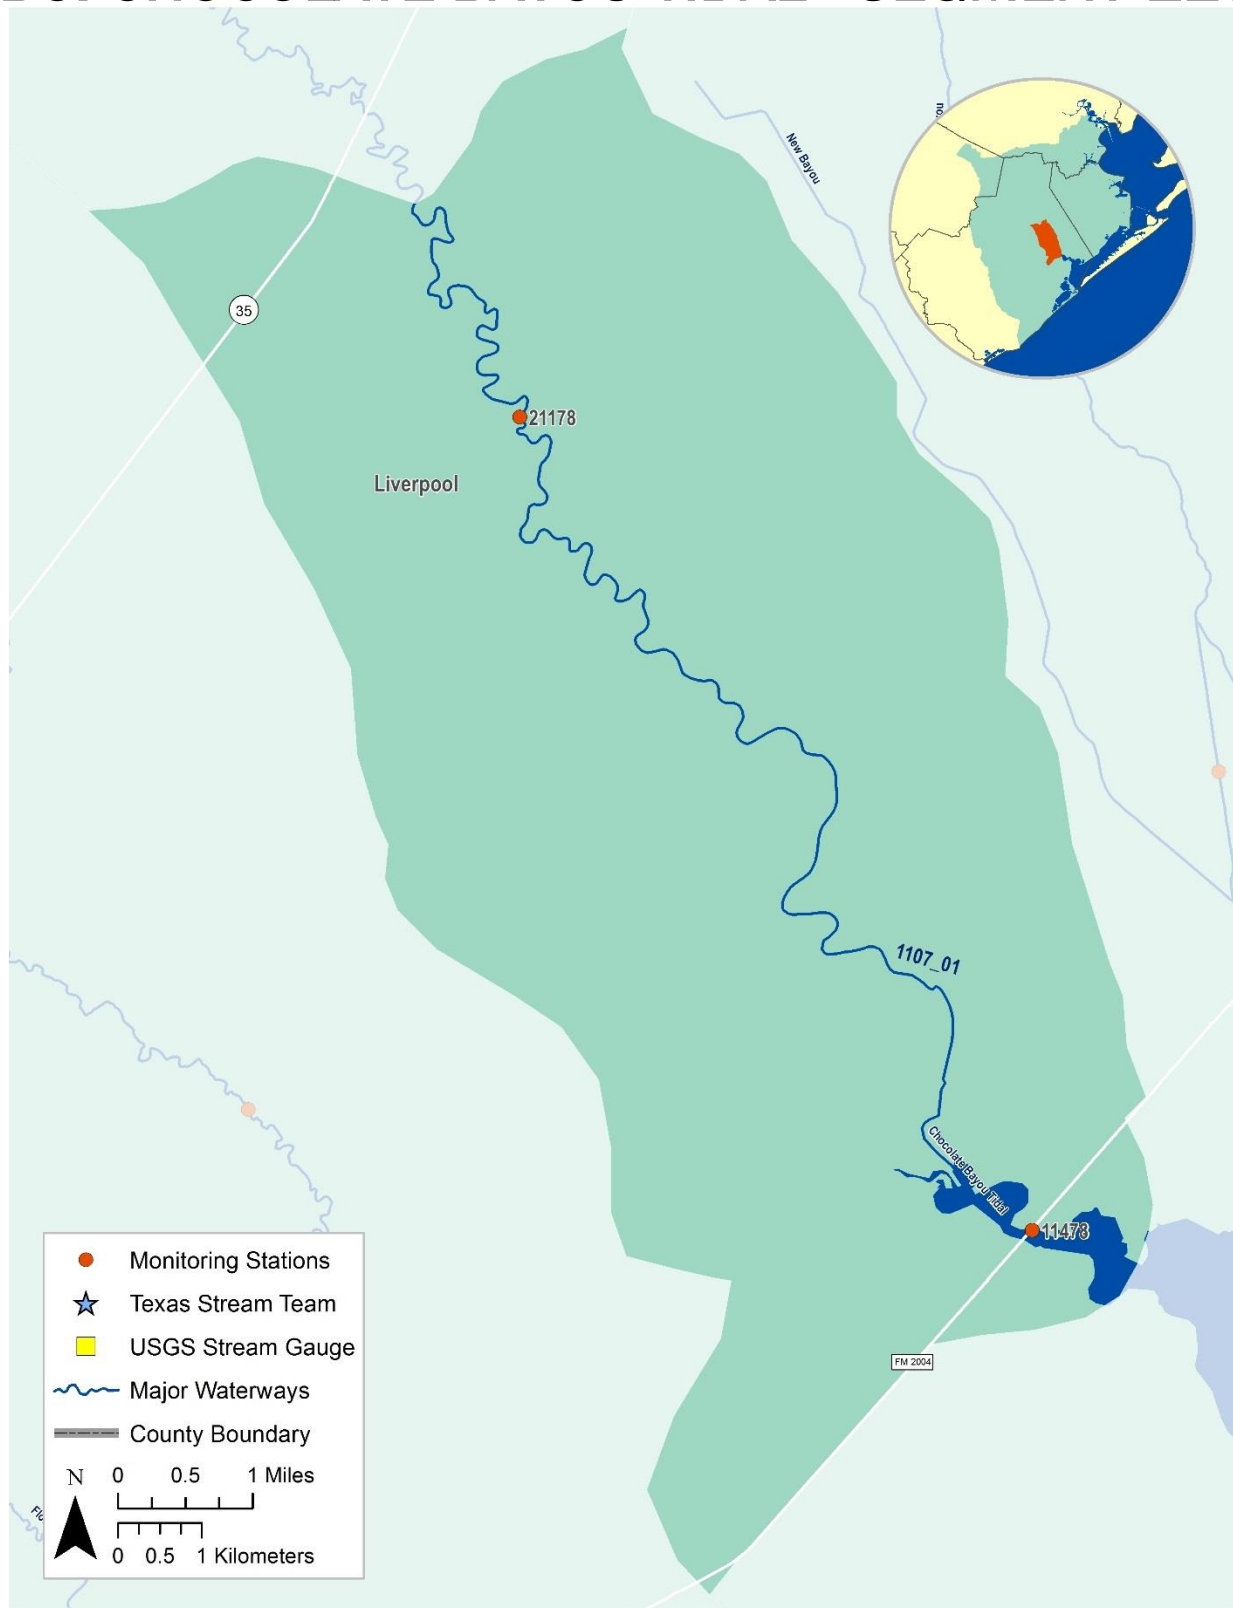 New Bayou
35
21178
Liverpool
1107_01
Chocolate Bayou Tidal
11478
FM 2004
Monitoring Stations
Texas Stream Team
USGS Stream Gauge
Major Waterways
County Boundary
N
0 0.5 1 Miles
0 0.5 1 Kilometers